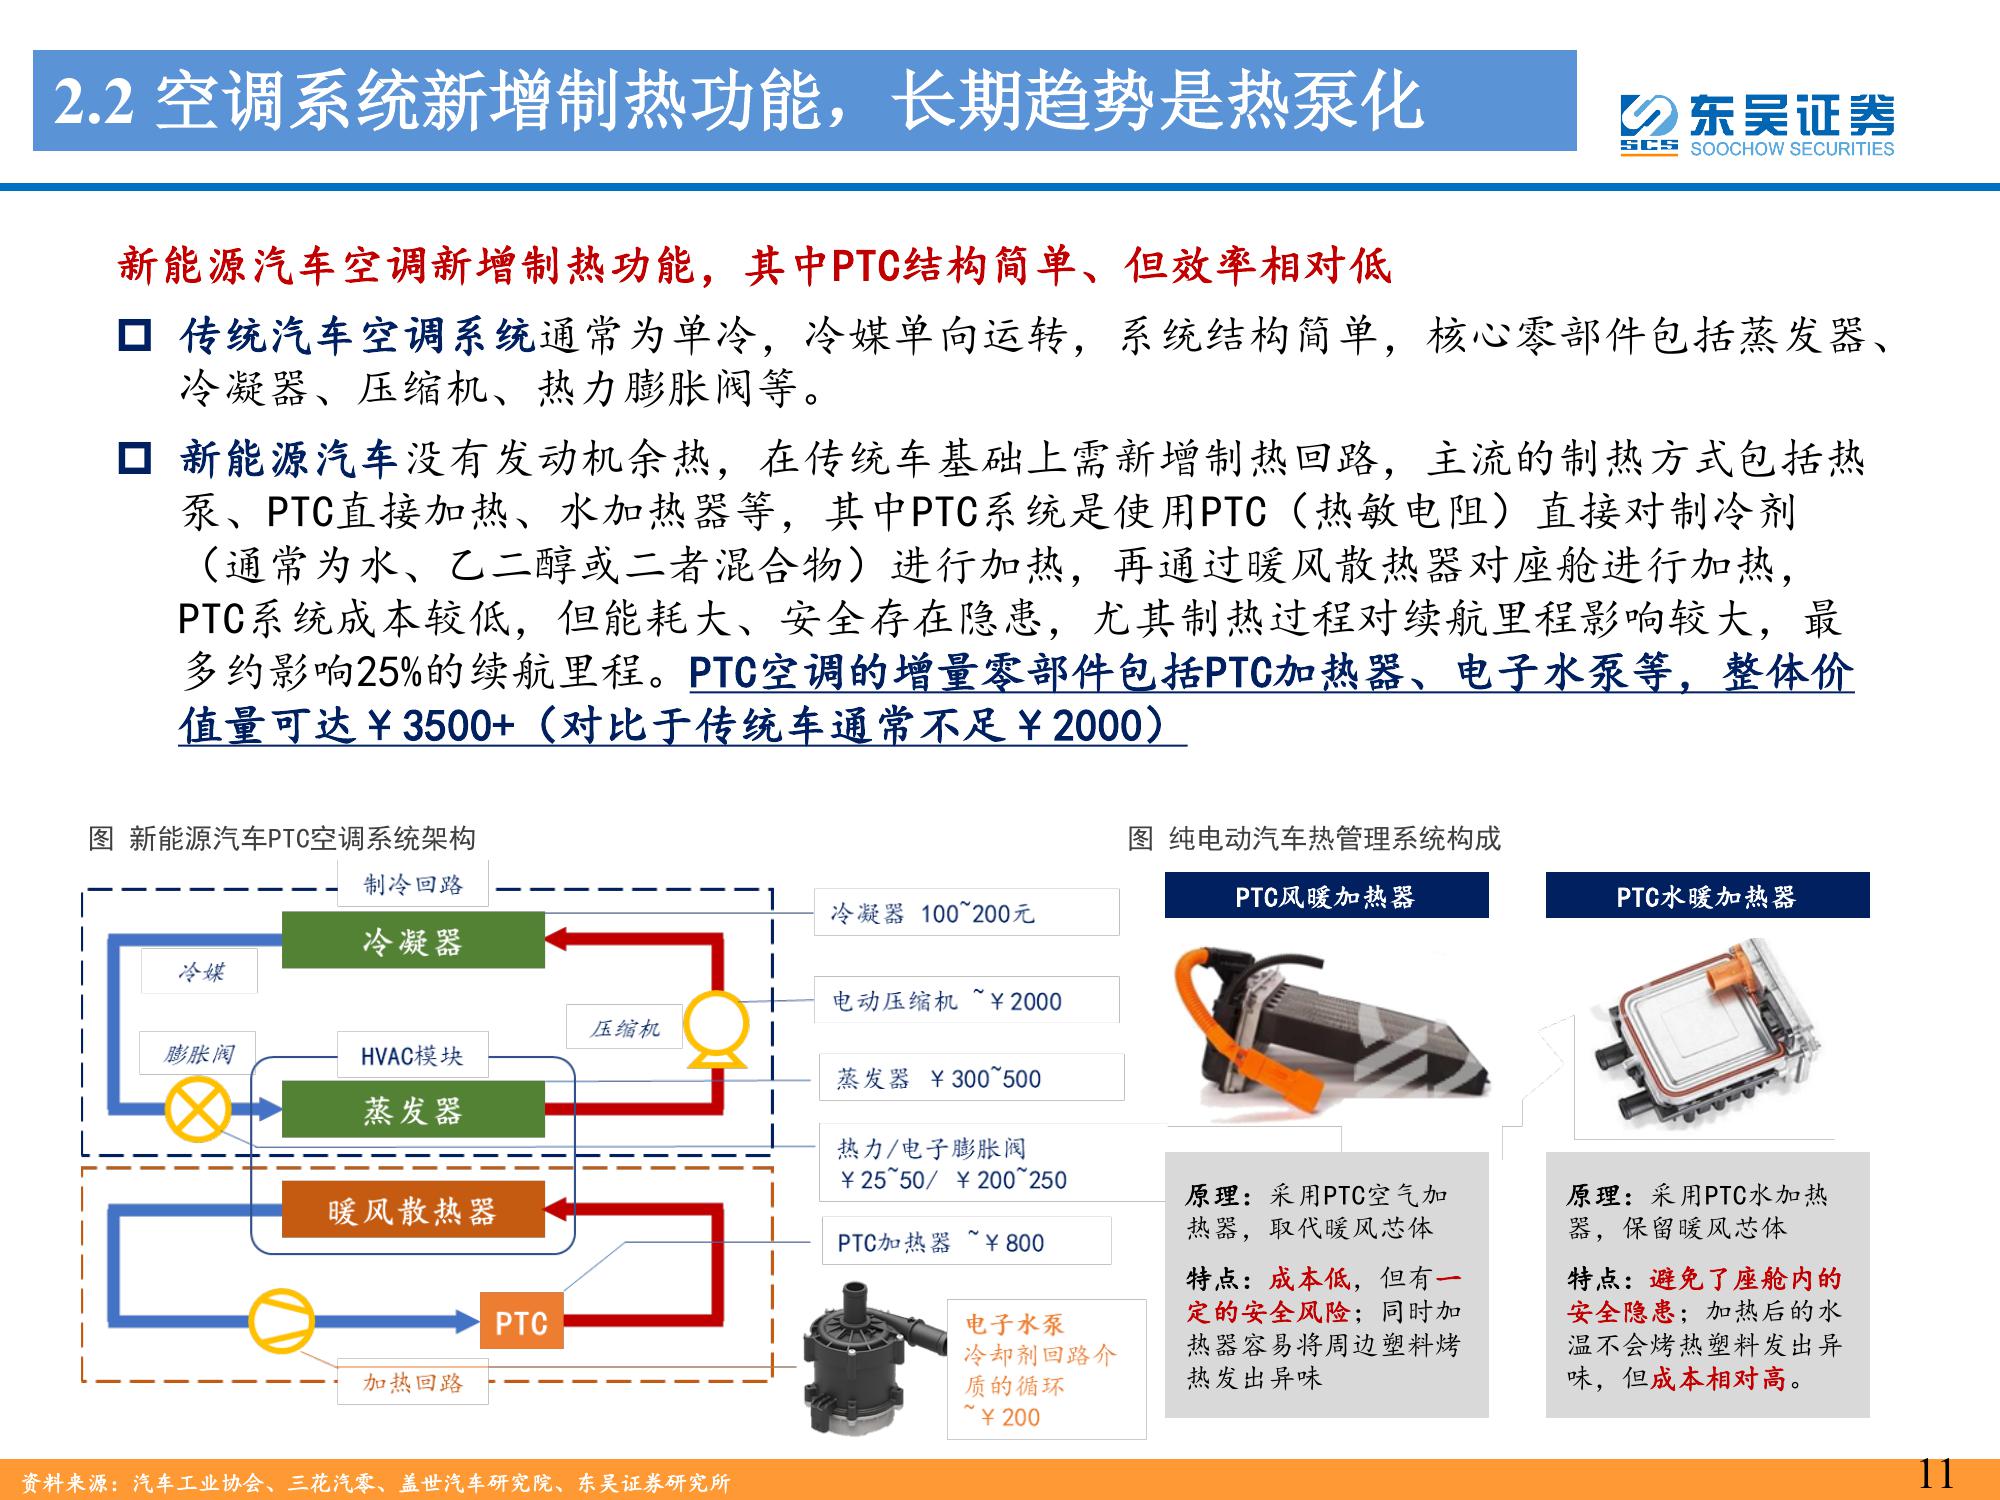 2.2 空调系统新增制热功能，长期趋势是热泵化
东吴证券
SCS SOOCHOW SECURITIES
新能源汽车空调新增制热功能，其中PTC结构简单、但效率相对低
传统汽车空调系统通常为单冷，冷媒单向运转，系统结构简单，核心零部件包括蒸发器、
冷凝器、压缩机、热力膨胀阀等。
新能源汽车没有发动机余热，在传统车基础上需新增制热回路，主流的制热方式包括热
泵、PTC直接加热、水加热器等，其中PTC系统是使用PTC（热敏电阻）直接对制冷剂
（通常为水、乙二醇或二者混合物）进行加热，再通过暖风散热器对座舱进行加热，
PTC系统成本较低，但能耗大、安全存在隐患，尤其制热过程对续航里程影响较大，最
多约影响25%的续航里程。PTC空调的增量零部件包括PTC加热器、电子水泵等，整体价
值量可达￥3500+（对比于传统车通常不足￥2000）
图 新能源汽车PTC空调系统架构
制冷回路
冷凝器
冷媒
压缩机
膨胀阀
HVAC模块
蒸发器
暖风散热器
PTC
加热回路
冷凝器 100~200元
电动压缩机 ~￥2000
蒸发器 ￥300~500
热力/电子膨胀阀
￥25~50/ ￥200~250
PTC加热器 ~￥800
电子水泵
冷却剂回路介
质的循环
~￥200
图 纯电动汽车热管理系统构成
PTC风暖加热器
原理：采用PTC空气加
热器，取代暖风芯体
特点：成本低，但有一
定的安全风险；同时加
热器容易将周边塑料烤
热发出异味
PTC水暖加热器
原理：采用PTC水加热
器，保留暖风芯体
特点：避免了座舱内的
安全隐患；加热后的水
温不会烤热塑料发出异
味，但成本相对高。
资料来源：汽车工业协会、三花汽零、盖世汽车研究院、东吴证券研究所
11